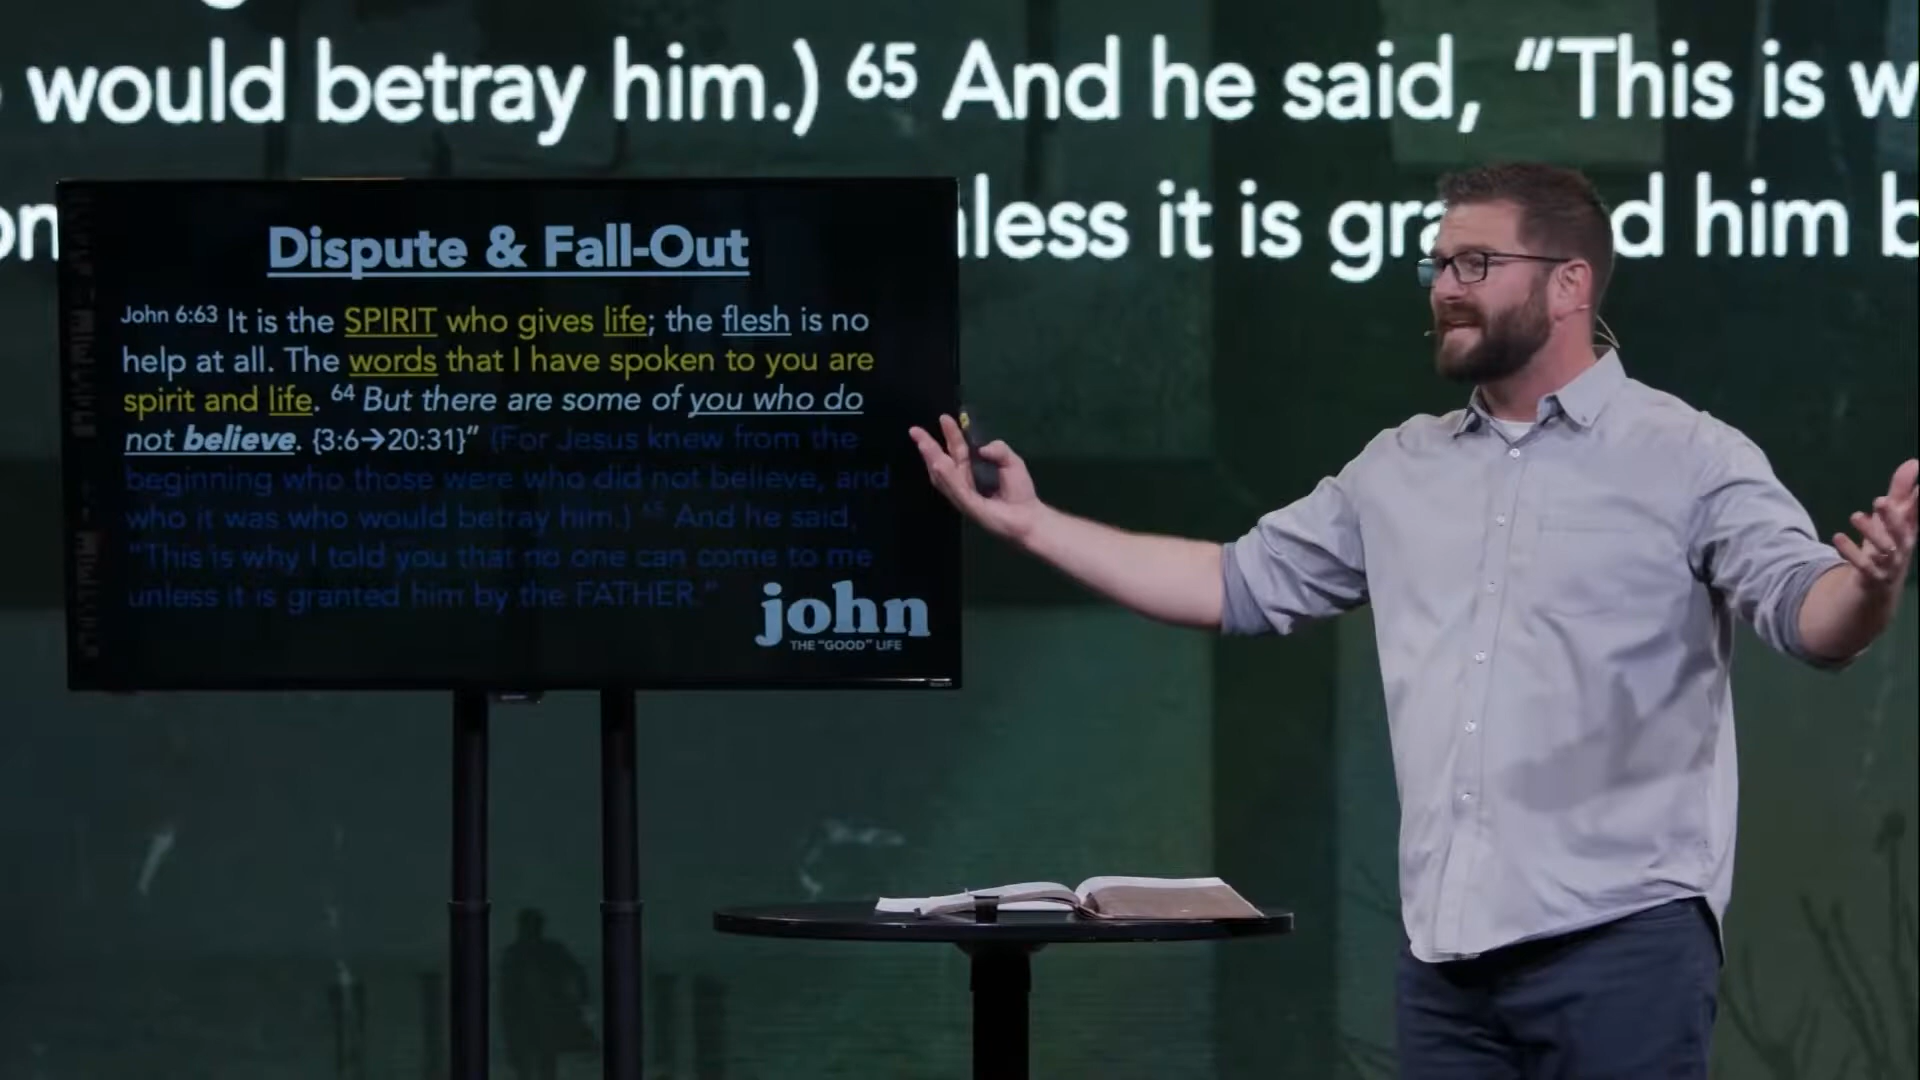 would betray him.) 65 And he said, “This is w
on
less it is gra d him b
Dispute & Fall-Out
John 6:63 It is the SPIRIT who gives life; the flesh is no
help at all. The words that I have spoken to you are
spirit and life. 64 But there are some of you who do
not believe. {3:6→20:31}” (For Jesus knew from the
beginning who those were who did not believe, and
who it was who would betray him.) 65 And he said,
“This is why I told you that no one can come to me
unless it is granted him by the FATHER.”
john
THE “GOOD” LIFE